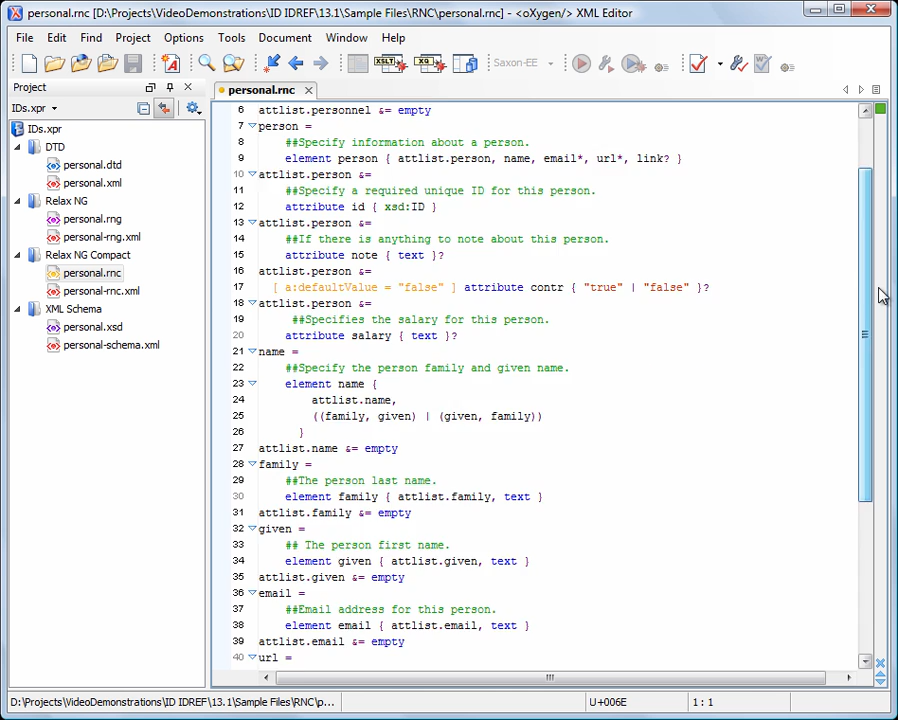 personal.rnc [D:\Projects\VideoDemonstrations\ID IDREF\13.1\Sample Files\RNC\personal.rnc] - <oXygen/> XML Editor
File Edit Find Project Options Tools Document Window Help
Saxon-EE
Project
personal.rnc
IDs.xpr
IDs.xpr
DTD
personal.dtd
personal.xml
Relax NG
personal.rng
personal-rng.xml
Relax NG Compact
personal.rnc
personal-rnc.xml
XML Schema
personal.xsd
personal-schema.xml
6 attlist.personnel &= empty
7 person =
8 ##Specify information about a person.
9 element person { attlist.person, name, email*, url*, link? }
10 attlist.person &=
11 ##Specify a required unique ID for this person.
12 attribute id { xsd:ID }
13 attlist.person &=
14 ##If there is anything to note about this person.
15 attribute note { text }?
16 attlist.person &=
17 [ a:defaultValue = "false" ] attribute contr { "true" | "false" }?
18 attlist.person &=
19 ##Specifies the salary for this person.
20 attribute salary { text }?
21 name =
22 ##Specify the person family and given name.
23 element name {
24 attlist.name,
25 ((family, given) | (given, family))
26 }
27 attlist.name &= empty
28 family =
29 ##The person last name.
30 element family { attlist.family, text }
31 attlist.family &= empty
32 given =
33 ## The person first name.
34 element given { attlist.given, text }
35 attlist.given &= empty
36 email =
37 ##Email address for this person.
38 element email { attlist.email, text }
39 attlist.email &= empty
40 url =
D:\Projects\VideoDemonstrations\ID IDREF\13.1\Sample Files\RNC\p... U+006E 1 : 1